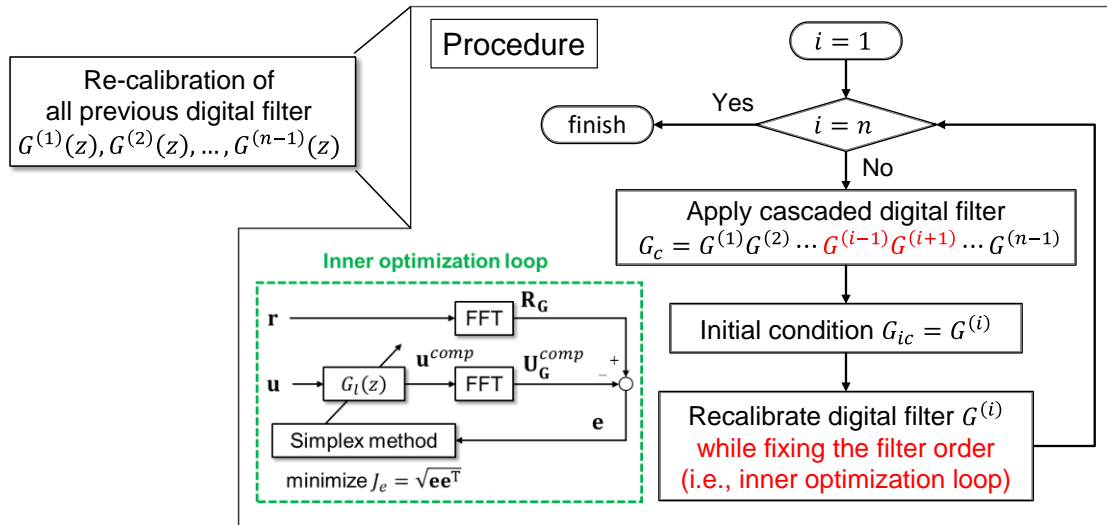 Re-calibration of
all previous digital filter
G^{(1)}(z), G^{(2)}(z), ..., G^{(n-1)}(z)
Procedure
i = 1
Yes
finish
i = n
No
Apply cascaded digital filter
G_c = G^{(1)}G^{(2)} ⋯ G^{(i-1)}G^{(i+1)} ⋯ G^{(n-1)}
Initial condition G_{ic} = G^{(i)}
Recalibrate digital filter G^{(i)}
while fixing the filter order
(i.e., inner optimization loop)
Inner optimization loop
r
FFT
R_G
u
G_l(z)
u^{comp}
FFT
U_G^{comp}
− +
e
Simplex method
minimize J_e = √(ee^T)